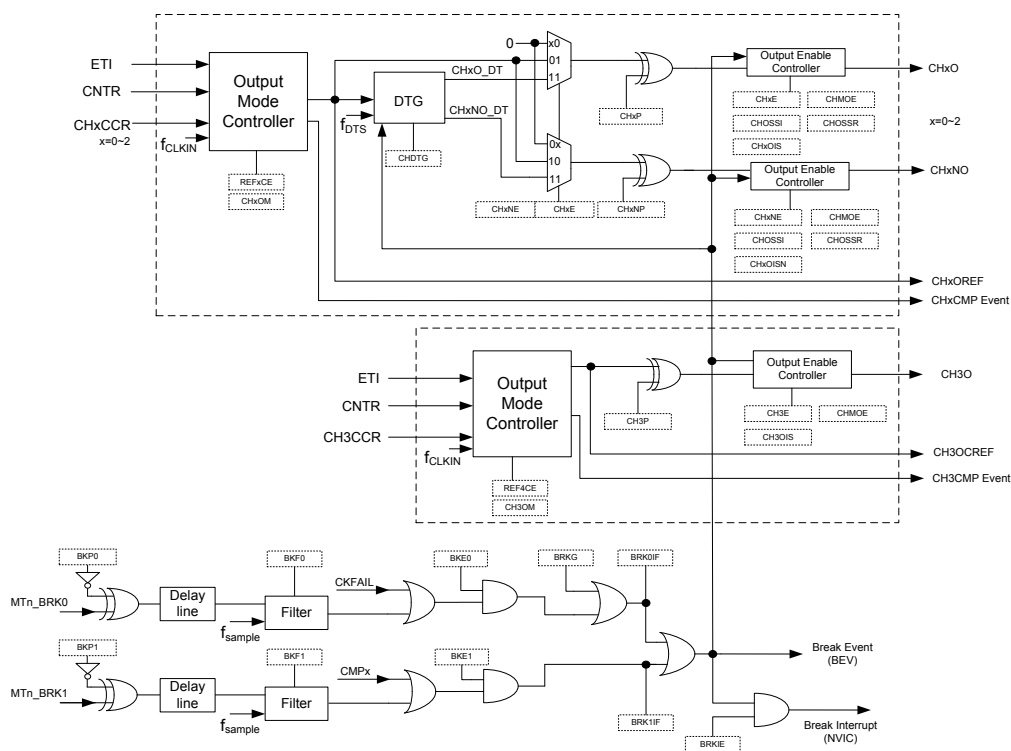 ETI
CNTR
CHxCCR
x=0~2
fCLKIN
Output
Mode
Controller
REFxCE
CHxOM
fDTS
DTG
CHDTG
CHxO_DT
CHxNO_DT
0
x0
01
11
0x
10
11
CHxNE
CHxE
CHxP
CHxNP
Output Enable
Controller
CHxE
CHMOE
CHOSSI
CHOSSR
CHxOIS
CHxO
x=0~2
Output Enable
Controller
CHxNE
CHMOE
CHOSSI
CHOSSR
CHxOISN
CHxNO
CHxOREF
CHxCMP Event
ETI
CNTR
CH3CCR
fCLKIN
Output
Mode
Controller
REF4CE
CH3OM
CH3P
Output Enable
Controller
CH3E
CHMOE
CH3OIS
CH3O
CH3OCREF
CH3CMP Event
BKP0
MTn_BRK0
Delay
line
BKF0
fsample
Filter
CKFAIL
BKE0
BRKG
BRK0IF
BKP1
MTn_BRK1
Delay
line
BKF1
fsample
Filter
CMPx
BKE1
BRK1IF
BRKIE
Break Event
(BEV)
Break Interrupt
(NVIC)